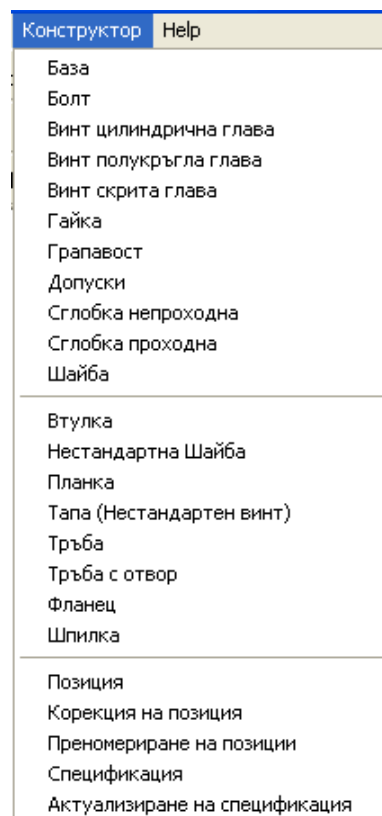 Конструктор Help
База
Болт
Винт цилиндрична глава
Винт полукръгла глава
Винт скрита глава
Гайка
Грапавост
Допуски
Сглобка непроходна
Сглобка проходна
Шайба
Втулка
Нестандартна Шайба
Планка
Тапа (Нестандартен винт)
Тръба
Тръба с отвор
Фланец
Шпилка
Позиция
Корекция на позиция
Преномериране на позиции
Спецификация
Актуализиране на спецификация